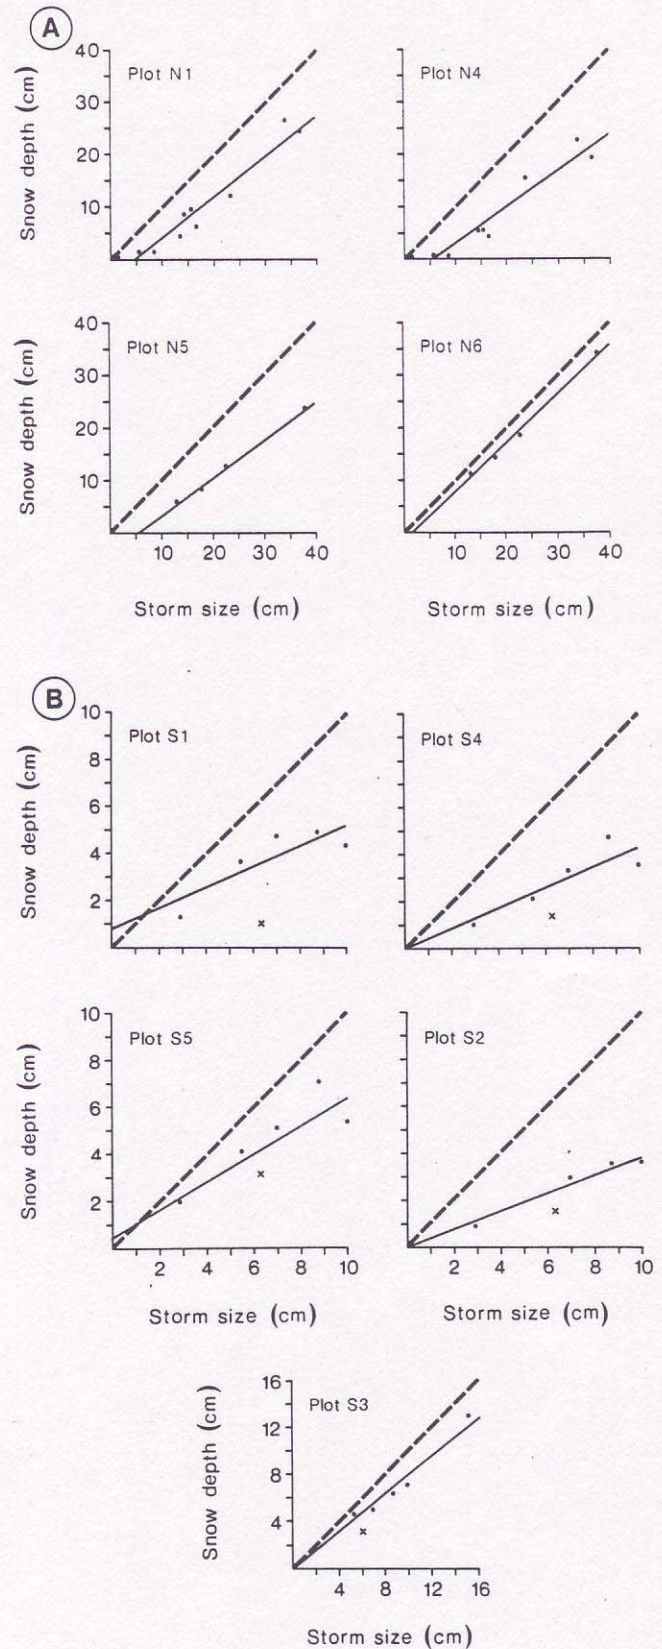 A
Snow depth (cm)
40
30
20
10
Plot N1
Plot N4
Snow depth (cm)
40
30
20
10
Plot N5
Plot N6
10 20 30 40
10 20 30 40
Storm size (cm)
Storm size (cm)
B
Snow depth (cm)
10
8
6
4
2
Plot S1
Plot S4
Snow depth (cm)
10
8
6
4
2
Plot S5
Plot S2
2 4 6 8 10
2 4 6 8 10
Storm size (cm)
Storm size (cm)
Snow depth (cm)
16
12
8
4
Plot S3
4 8 12 16
Storm size (cm)